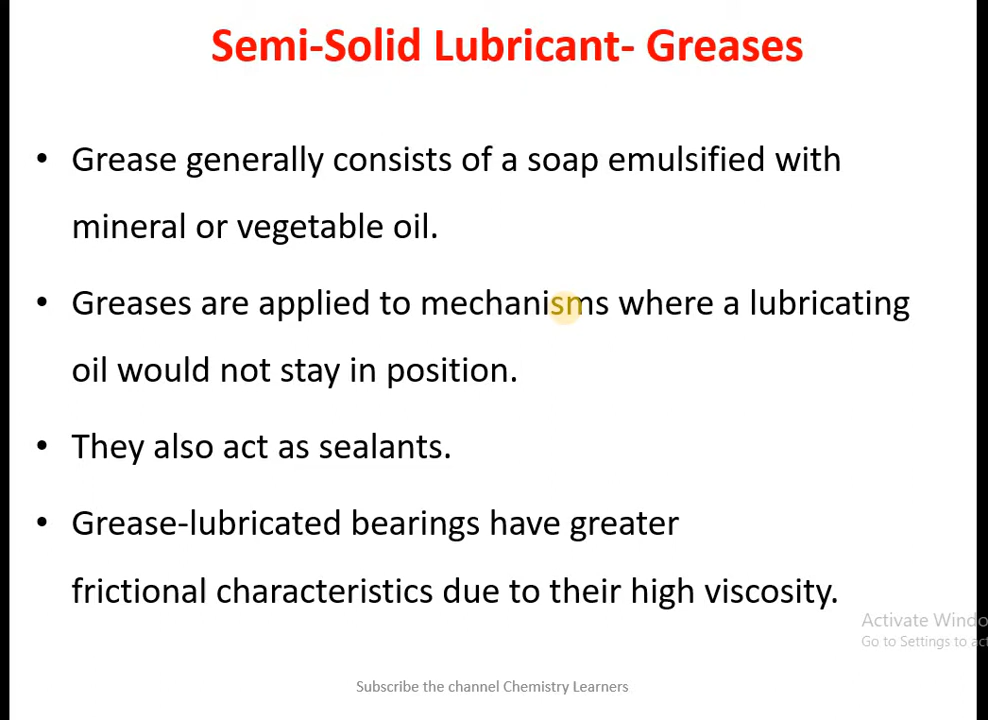 Semi-Solid Lubricant- Greases
• Grease generally consists of a soap emulsified with
mineral or vegetable oil.
• Greases are applied to mechanisms where a lubricating
oil would not stay in position.
• They also act as sealants.
• Grease-lubricated bearings have greater
frictional characteristics due to their high viscosity.
Activate Windo
Go to Settings to act
Subscribe the channel Chemistry Learners